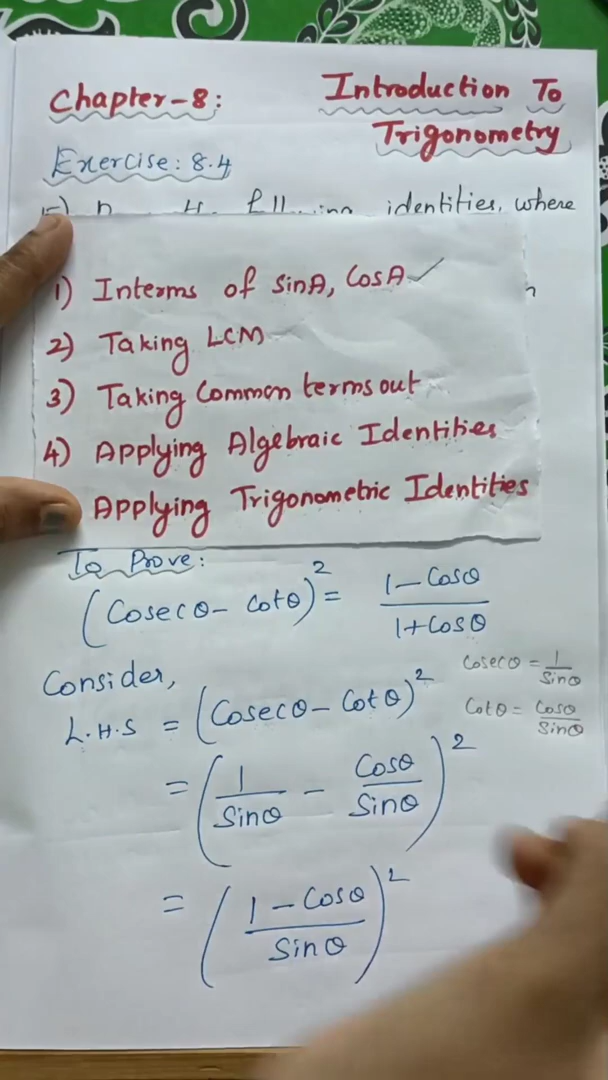 Chapter-8: Introduction To
Trigonometry
Exercise: 8.4
identities, where
1) Interms of sinA, CosA ✓
2) Taking LCM
3) Taking Common terms out
4) Applying Algebraic Identities
Applying Trigonometric Identities
To Prove:
(Cosecθ - Cotθ)² = 1-Cosθ / 1+Cosθ
Consider,
L.H.S = (Cosecθ - Cotθ)²
Cosecθ = 1/Sinθ
Cotθ = Cosθ/Sinθ
= (1/Sinθ - Cosθ/Sinθ)²
= (1-Cosθ/Sinθ)²